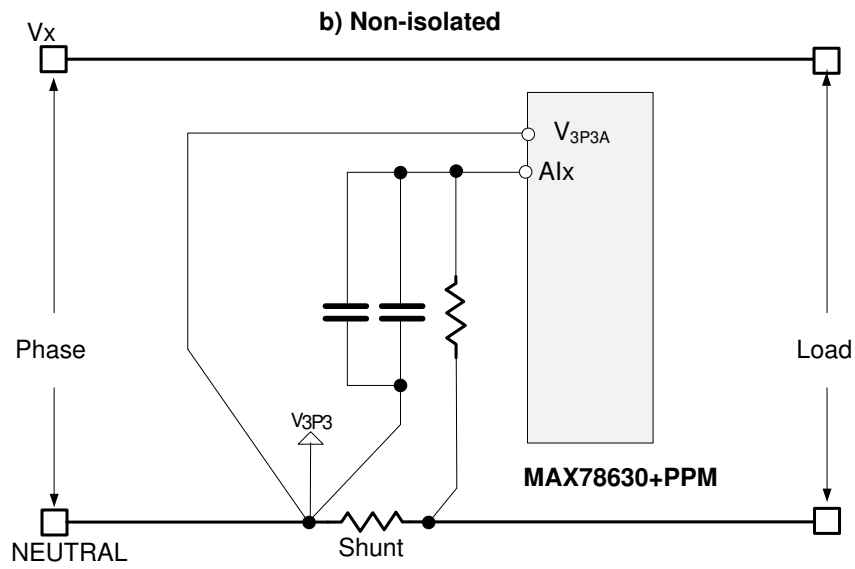 b) Non-isolated
Vx
V3P3A
AIx
Phase
Load
V3P3
MAX78630+PPM
NEUTRAL
Shunt